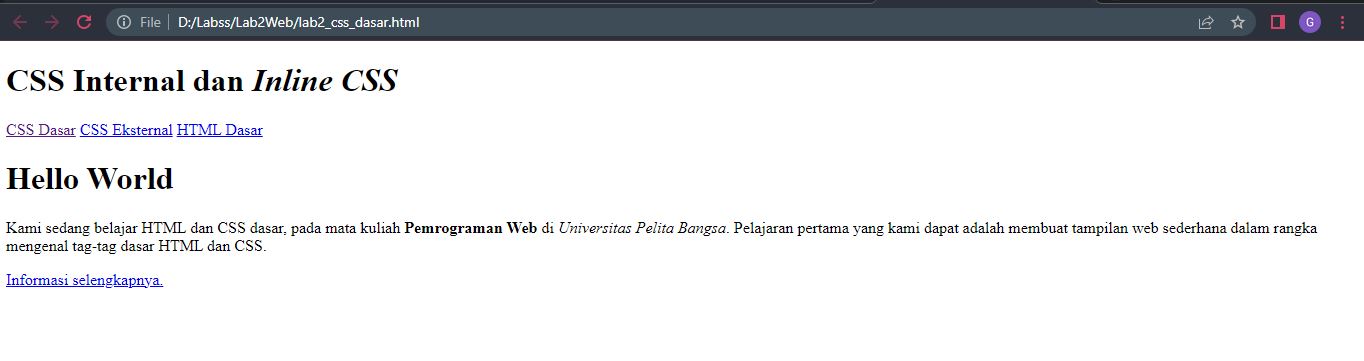 File | D:/Labss/Lab2Web/lab2_css_dasar.html
G
CSS Internal dan Inline CSS
CSS Dasar CSS Eksternal HTML Dasar
Hello World
Kami sedang belajar HTML dan CSS dasar, pada mata kuliah Pemrograman Web di Universitas Pelita Bangsa. Pelajaran pertama yang kami dapat adalah membuat tampilan web sederhana dalam rangka
mengenal tag-tag dasar HTML dan CSS.
Informasi selengkapnya.